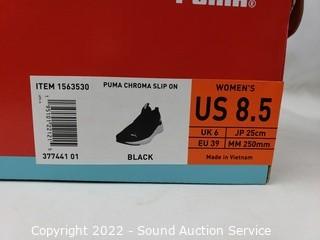 PUMA
ITEM 1563530
PUMA CHROMA SLIP ON
WOMEN'S
US 8.5
UK 6
JP 25cm
EU 39
MM 250mm
377441 01
BLACK
Made in Vietnam
Copyright 2022 - Sound Auction Service